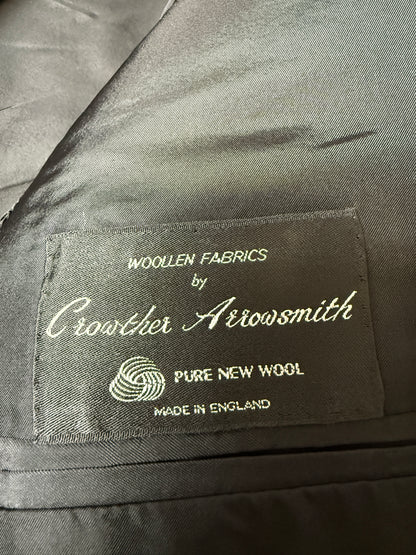 WOOLLEN FABRICS
by
Crowther Arrowsmith
PURE NEW WOOL
MADE IN ENGLAND